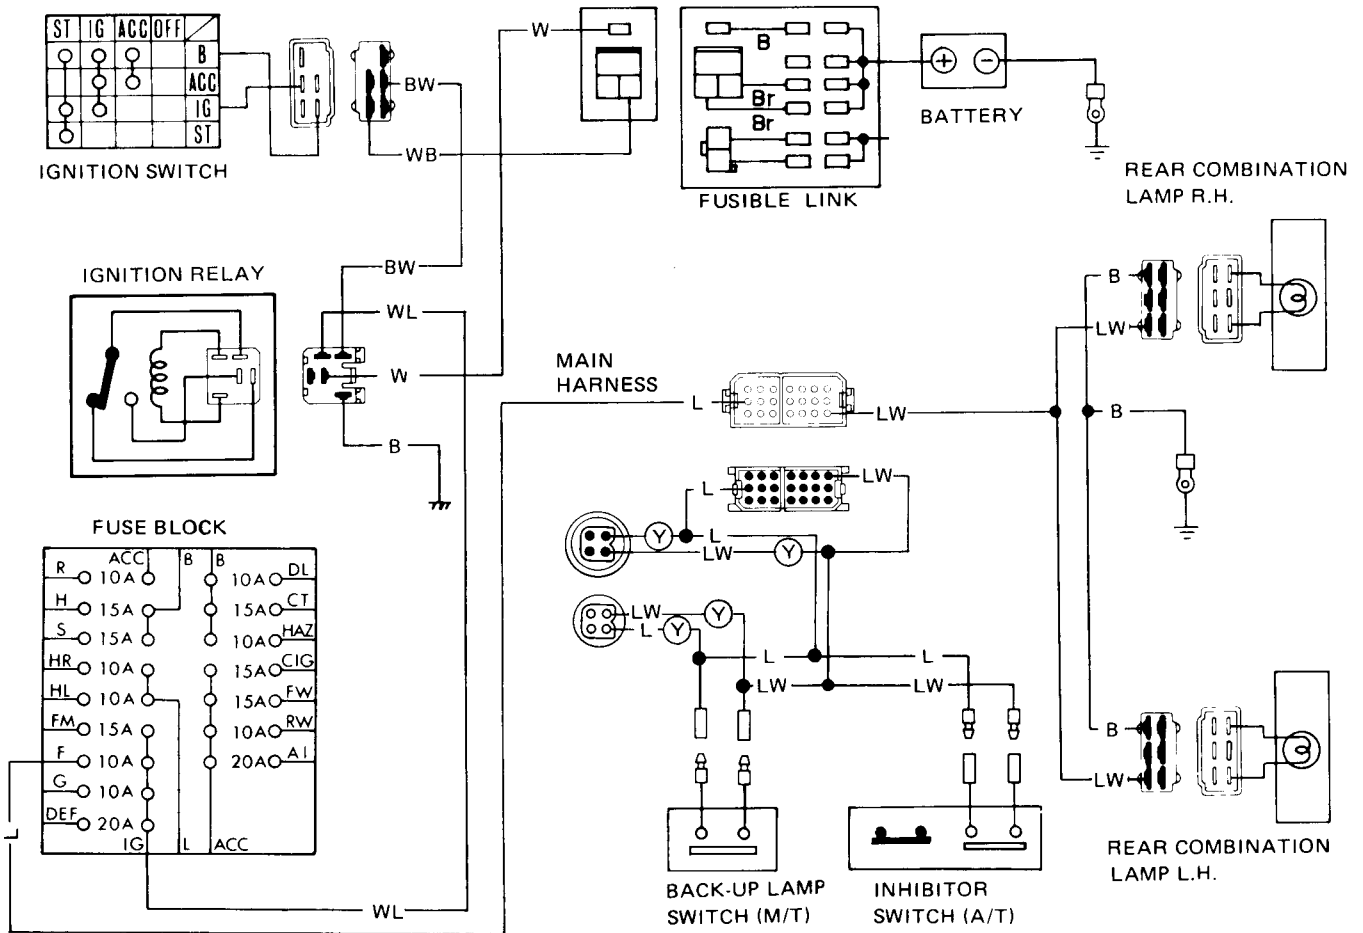 ST IG ACC OFF
B
ACC
IG
ST
IGNITION SWITCH
BW
WB
W
B
Br
Br
FUSIBLE LINK
+ -
BATTERY
REAR COMBINATION
LAMP R.H.
B
LW
BW
WL
W
B
IGNITION RELAY
MAIN
HARNESS
L
LW
B
L
LW
Y
L
LW
Y
LW
Y
L
Y
L
L
LW
LW
B
LW
REAR COMBINATION
LAMP L.H.
FUSE BLOCK
ACC B B
R 10A 10A DL
H 15A 15A CT
S 15A 10A HAZ
HR 10A 15A CIG
HL 10A 15A FW
FM 15A 10A RW
F 10A 20A AI
G 10A
DEF 20A
IG L ACC
L
WL
BACK-UP LAMP
SWITCH (M/T)
INHIBITOR
SWITCH (A/T)